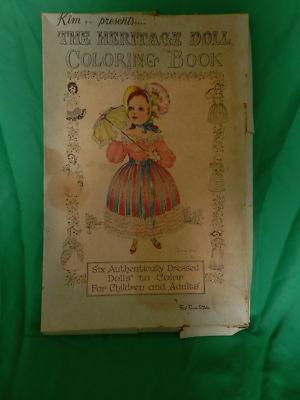 Kim .. presents....
THE HERITAGE DOLL
COLORING BOOK
Six Authentically Dressed
Dolls to Color
For Children and Adults